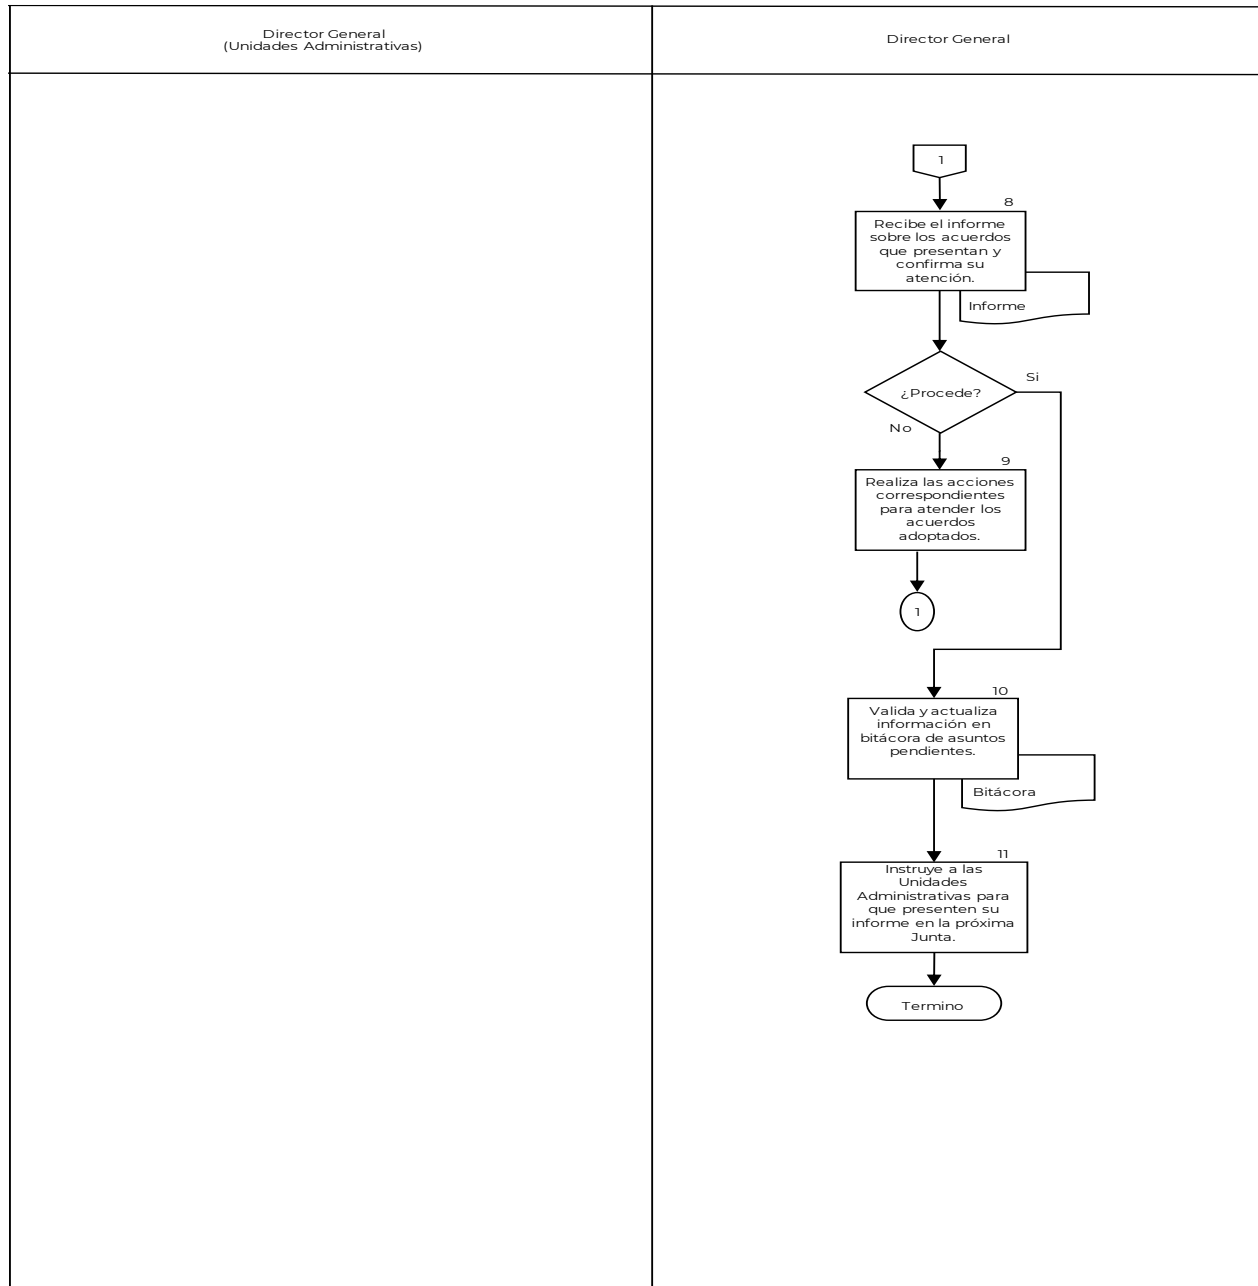 Director General
(Unidades Administrativas)
Director General
1
8
Recibe el informe
sobre los acuerdos
que presentan y
confirma su
atención.
Informe
¿Procede?
Si
No
9
Realiza las acciones
correspondientes
para atender los
acuerdos
adoptados.
1
10
Valida y actualiza
información en
bitácora de asuntos
pendientes.
Bitácora
11
Instruye a las
Unidades
Administrativas para
que presenten su
informe en la próxima
Junta.
Termino